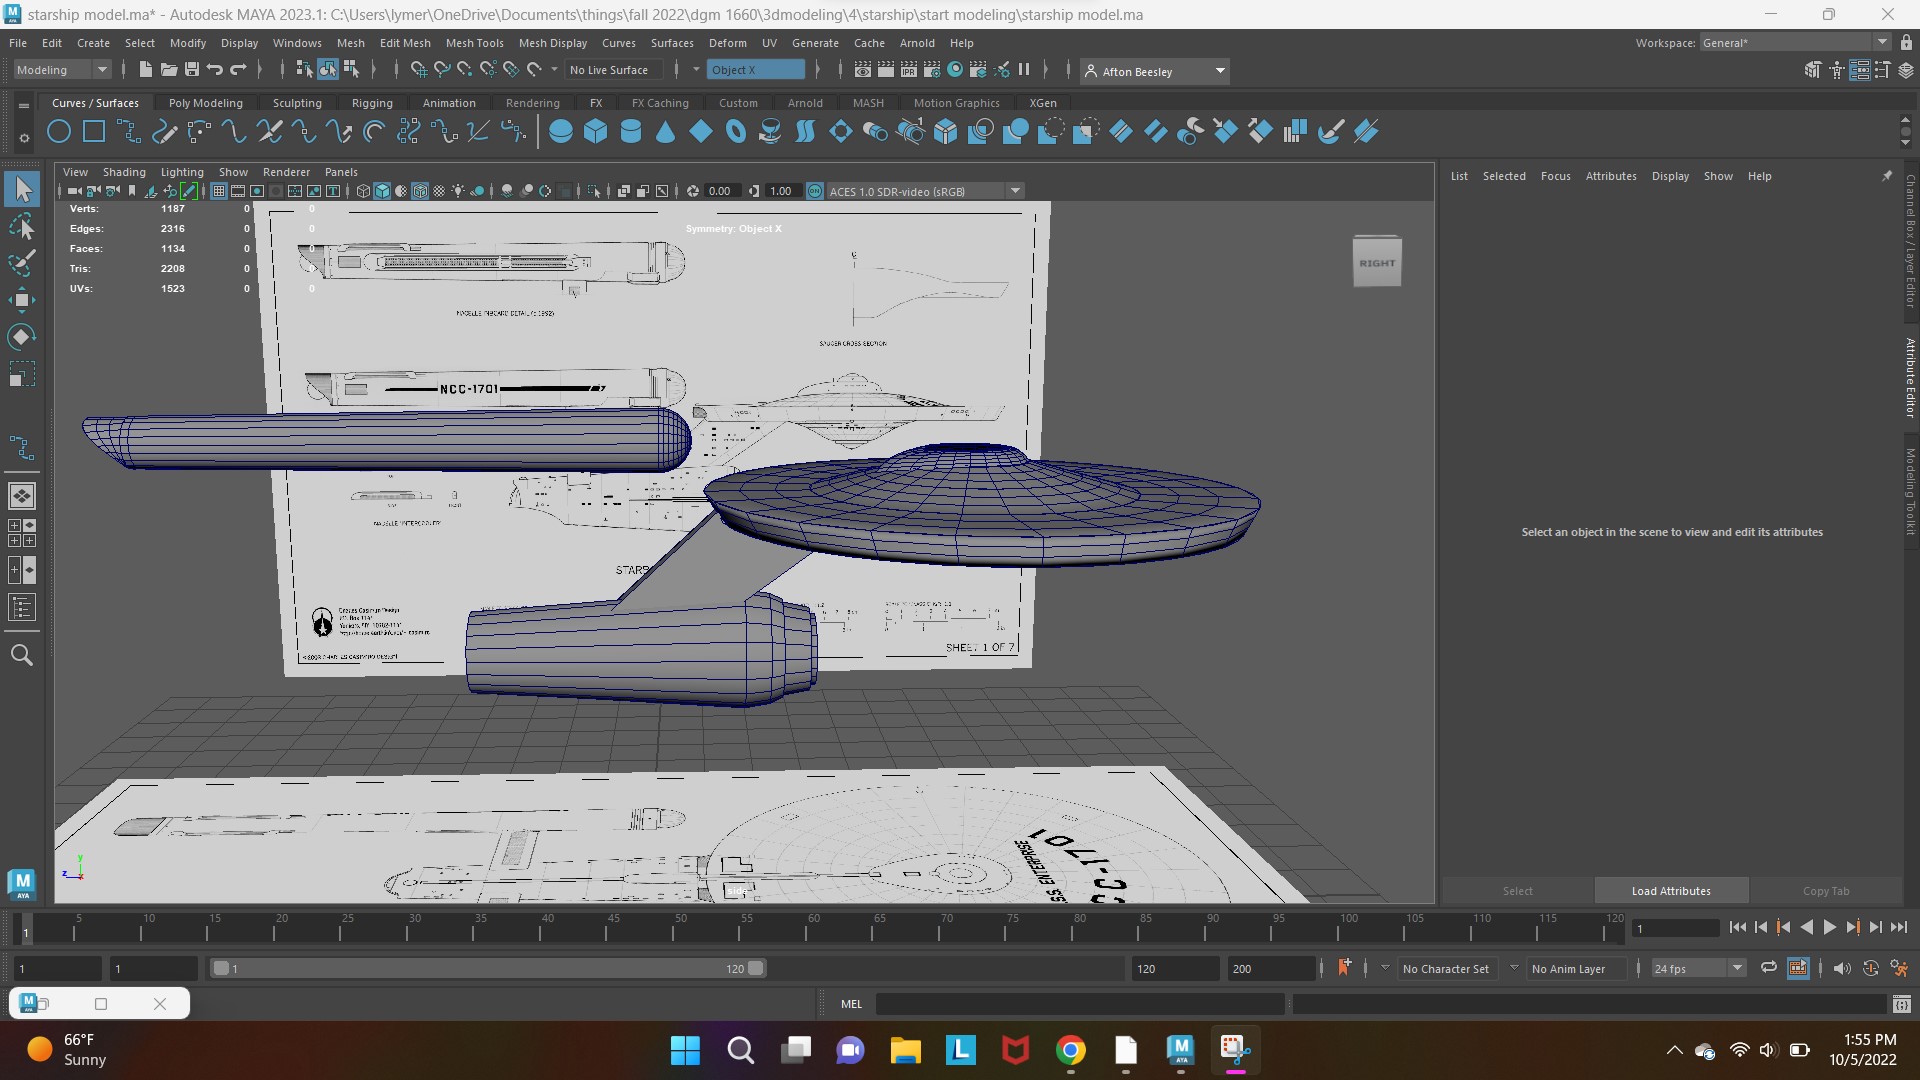 starship model.ma* - Autodesk MAYA 2023.1: C:\Users\lymer\OneDrive\Documents\things\fall 2022\dgm 1660\3dmodeling\4\starship\start modeling\starship model.ma
File Edit Create Select Modify Display Windows Mesh Edit Mesh Mesh Tools Mesh Display Curves Surfaces Deform UV Generate Cache Arnold Help Workspace: General*
Modeling No Live Surface Object X Afton Beesley
Curves / Surfaces Poly Modeling Sculpting Rigging Animation Rendering FX FX Caching Custom Arnold MASH Motion Graphics XGen
View Shading Lighting Show Renderer Panels
0.00 1.00 ACES 1.0 SDR-video (sRGB)
List Selected Focus Attributes Display Show Help
Verts: 1187 0 0
Edges: 2316 0 0
Faces: 1134 0 0
Tris: 2208 0 0
UVs: 1523 0 0
Symmetry: Object X
RIGHT
NACELLE INBOARD DETAIL
SAUCER CROSS SECTION
NCC-1701
SHEET 1 OF 7
NCC-1701
side
y
z
Channel Box / Layer Editor
Attribute Editor
Modeling Toolkit
Select an object in the scene to view and edit its attributes
Select Load Attributes Copy Tab
M
AYA
5 10 15 20 25 30 35 40 45 50 55 60 65 70 75 80 85 90 95 100 105 110 115 120
1 1
1 1 1 120 120 200 No Character Set No Anim Layer 24 fps
MEL
66°F
Sunny
1:55 PM
10/5/2022